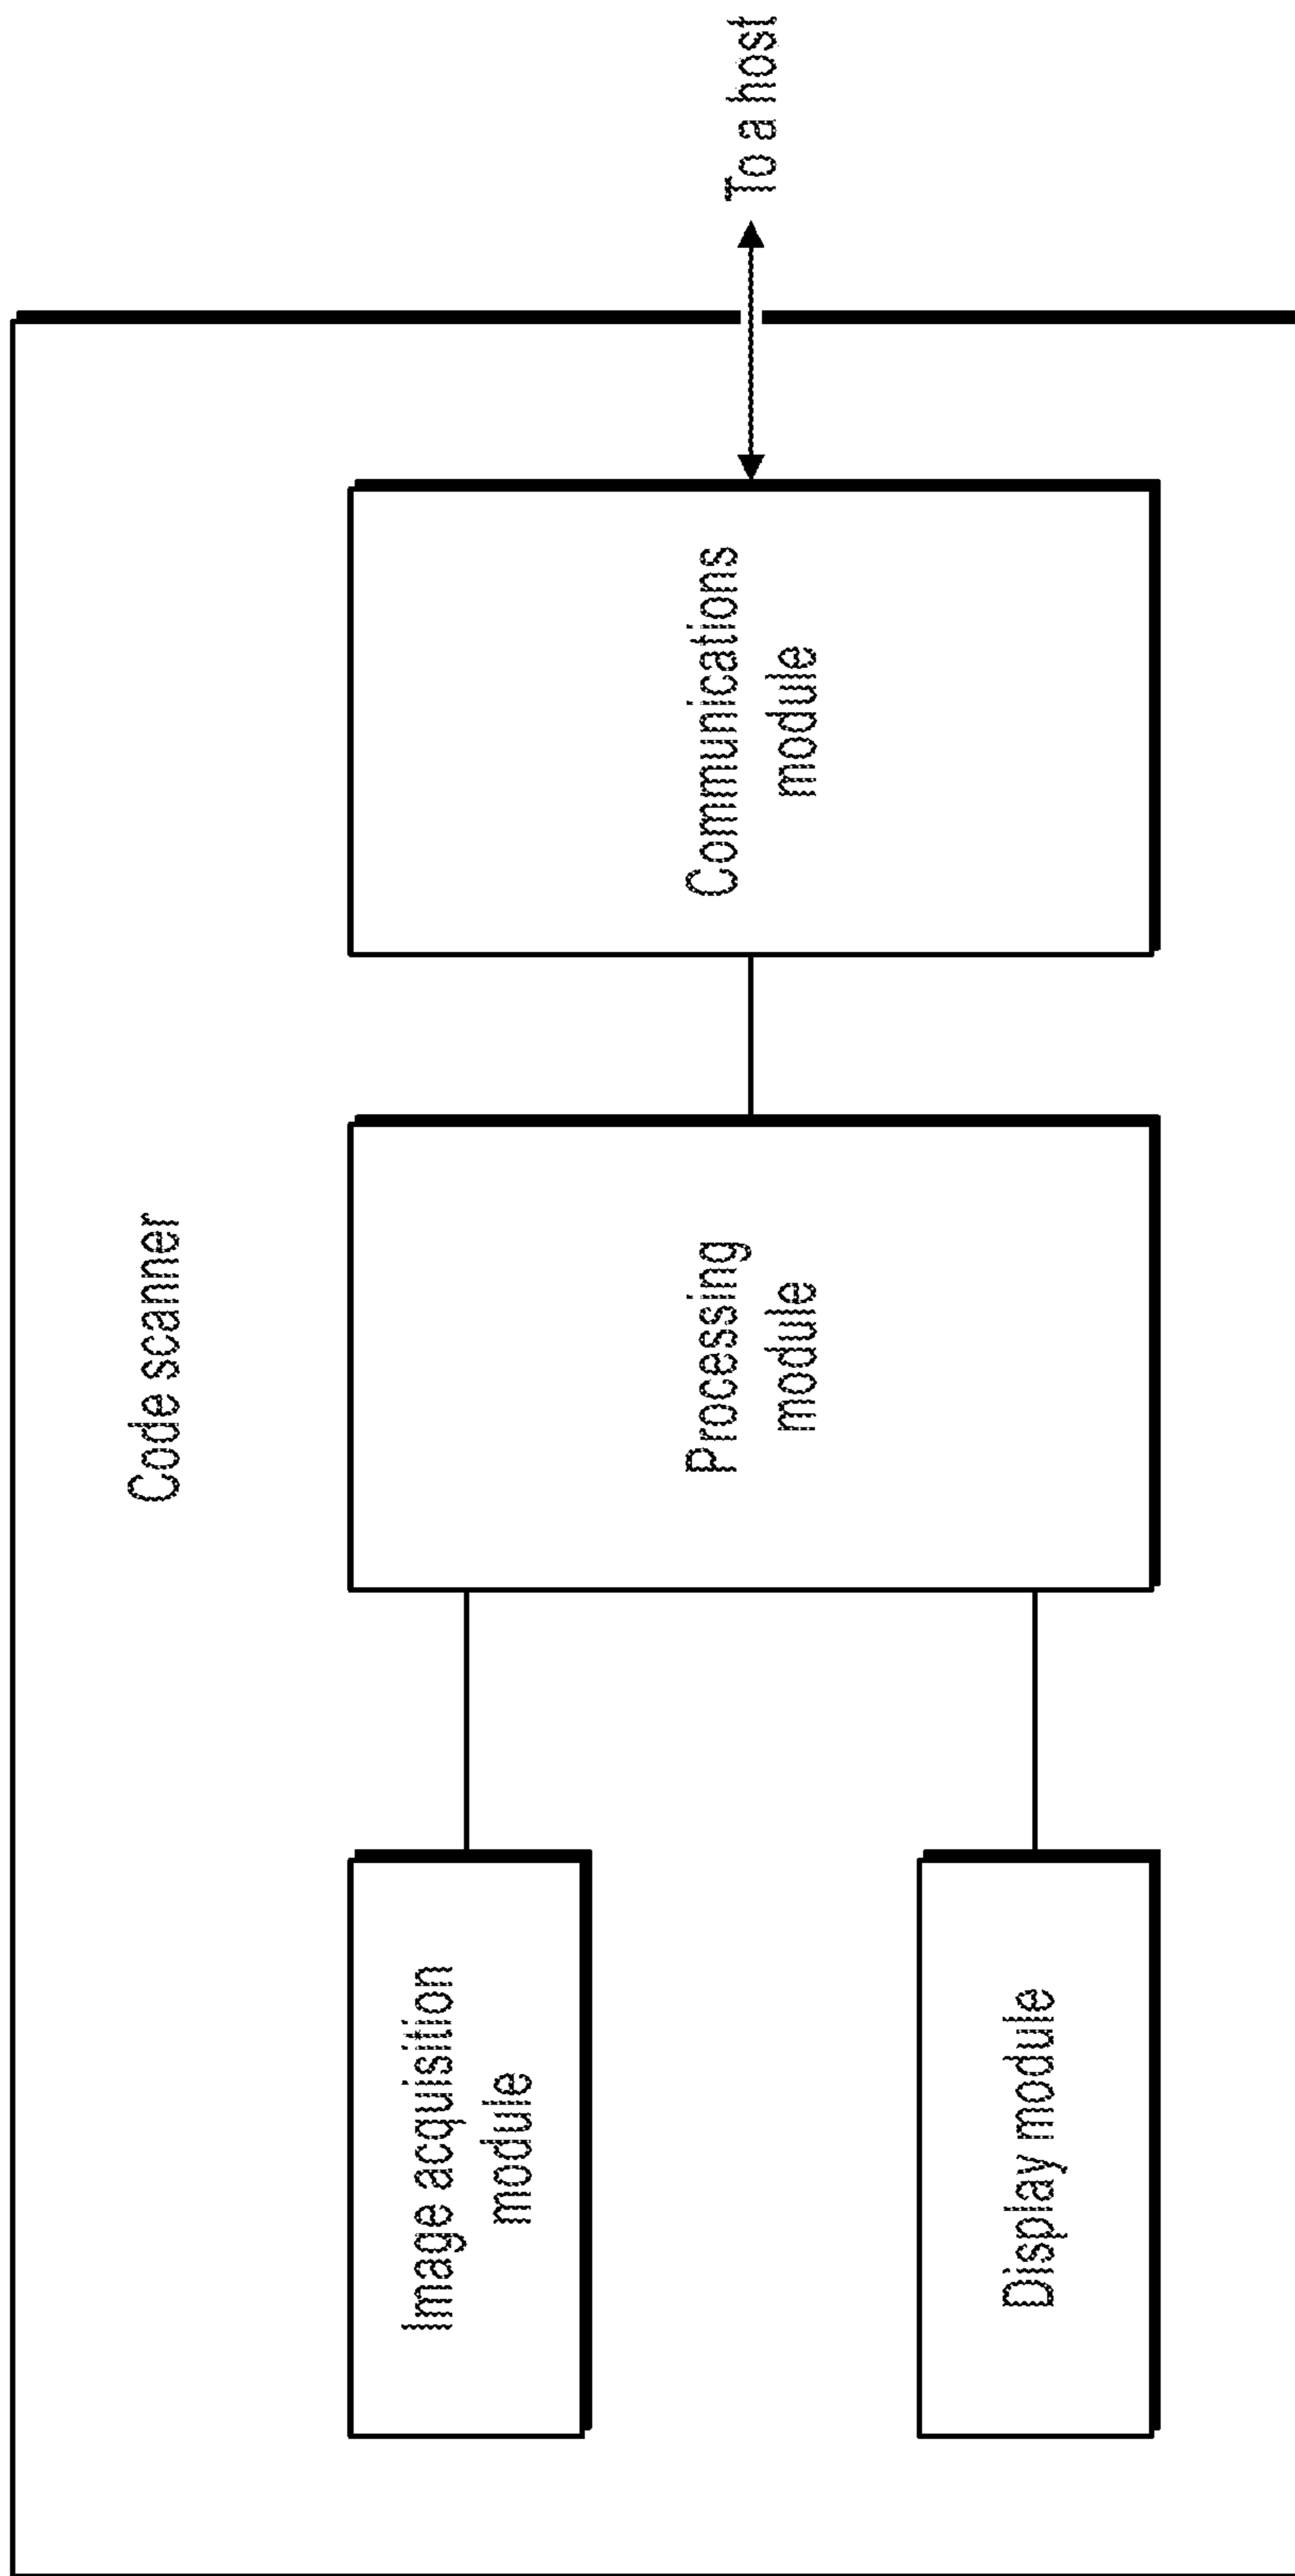 Code scanner
Image acquisition
module
Processing
module
Communications
module
To a host
Display module